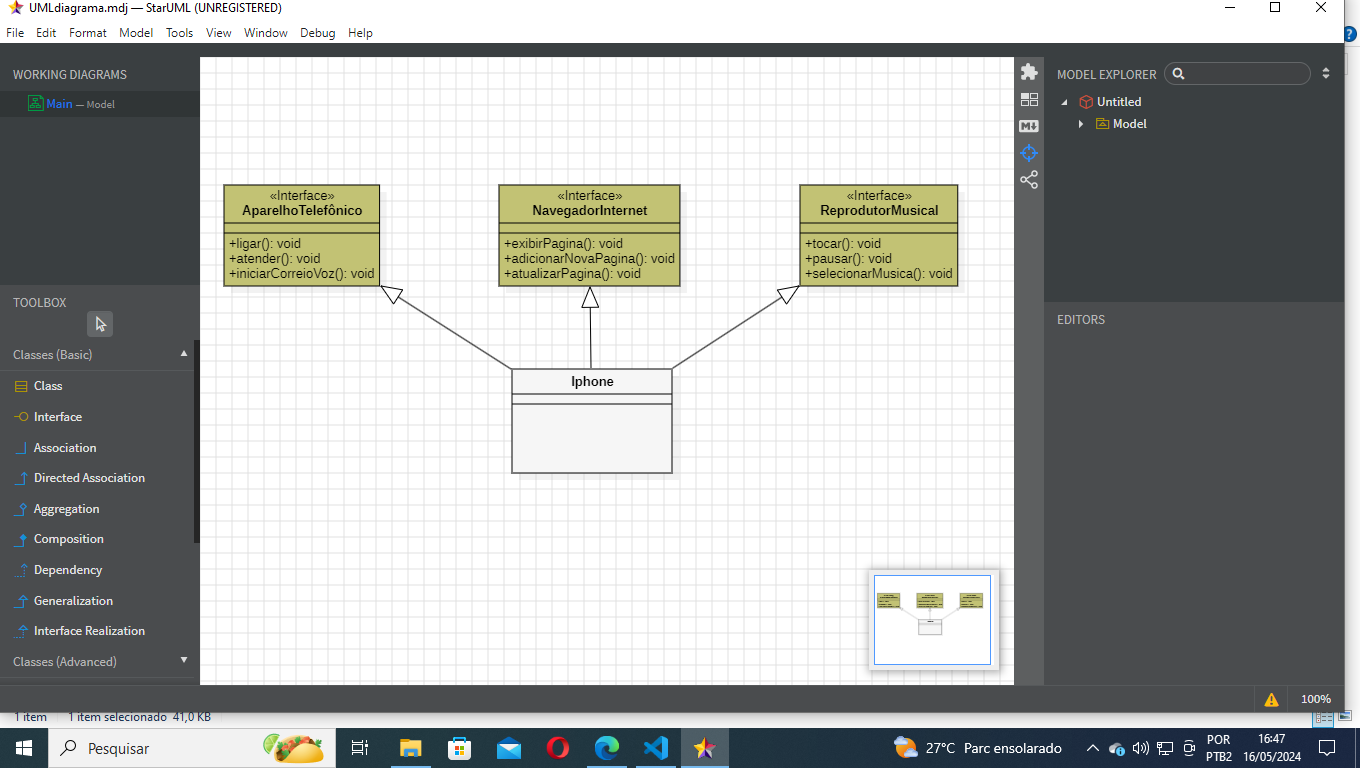 UMLdiagrama.mdj — StarUML (UNREGISTERED)
File Edit Format Model Tools View Window Debug Help
WORKING DIAGRAMS
Main — Model
TOOLBOX
Classes (Basic)
Class
Interface
Association
Directed Association
Aggregation
Composition
Dependency
Generalization
Interface Realization
Classes (Advanced)
«Interface»
AparelhoTelefônico
+ligar(): void
+atender(): void
+iniciarCorreioVoz(): void
«Interface»
NavegadorInternet
+exibirPagina(): void
+adicionarNovaPagina(): void
+atualizarPagina(): void
«Interface»
ReprodutorMusical
+tocar(): void
+pausar(): void
+selecionarMusica(): void
Iphone
M
MODEL EXPLORER
Untitled
Model
EDITORS
100%
1 item 1 item selecionado 41,0 KB
Pesquisar
27°C Parc ensolarado
POR
PTB2
16:47
16/05/2024